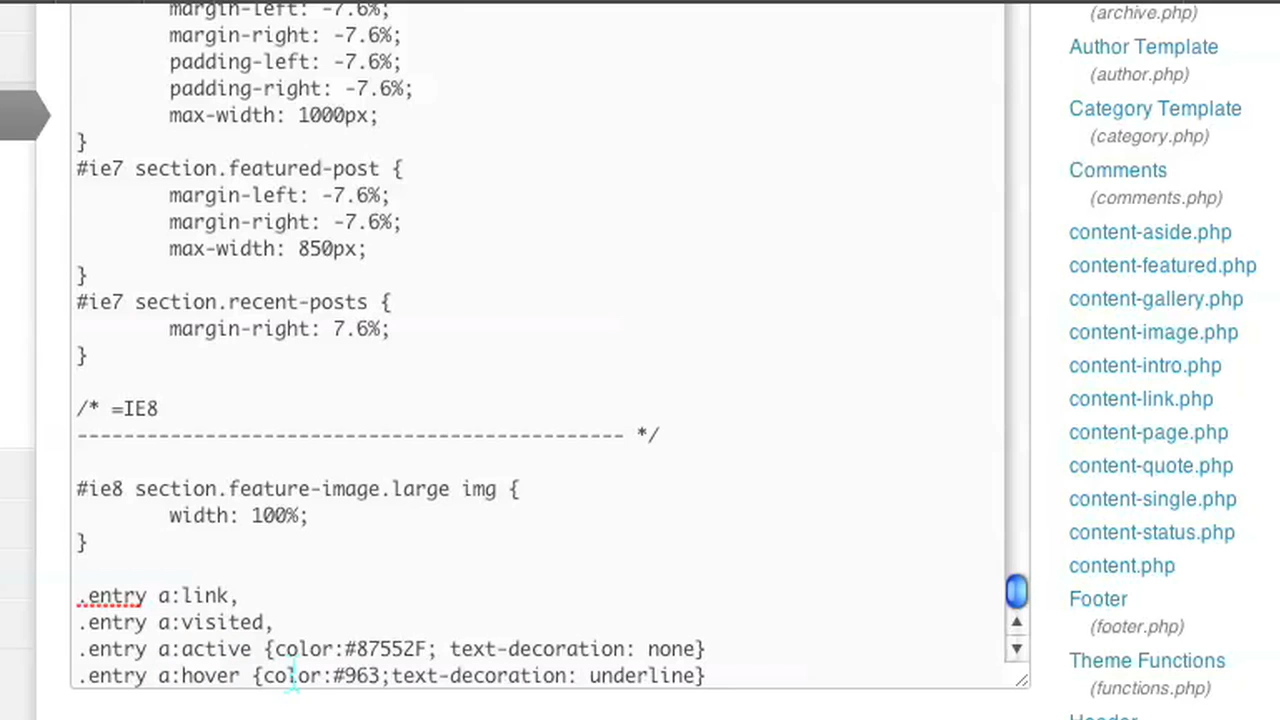 margin-left: -7.6%;
margin-right: -7.6%;
padding-left: -7.6%;
padding-right: -7.6%;
max-width: 1000px;
}
#ie7 section.featured-post {
margin-left: -7.6%;
margin-right: -7.6%;
max-width: 850px;
}
#ie7 section.recent-posts {
margin-right: 7.6%;
}
/* =IE8
----------------------------------------------- */
#ie8 section.feature-image.large img {
width: 100%;
}
.entry a:link,
.entry a:visited,
.entry a:active {color:#87552F; text-decoration: none}
.entry a:hover {color:#963;text-decoration: underline}
(archive.php)
Author Template
(author.php)
Category Template
(category.php)
Comments
(comments.php)
content-aside.php
content-featured.php
content-gallery.php
content-image.php
content-intro.php
content-link.php
content-page.php
content-quote.php
content-single.php
content-status.php
content.php
Footer
(footer.php)
Theme Functions
(functions.php)
Header